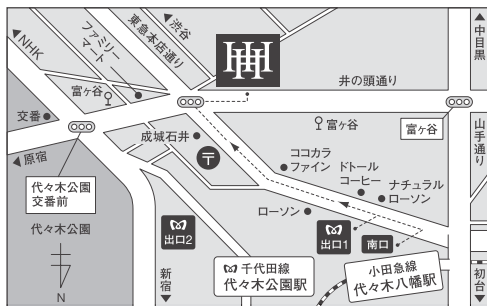 NHK
ファミリーマート
東急本店通り
渋谷
HH
井の頭通り
中目黒
富ヶ谷
交番
成城石井
〒
富ヶ谷
富ヶ谷
山手通り
原宿
代々木公園
交番前
ココカラ
ファイン
ドトール
コーヒー
ナチュラル
ローソン
ローソン
代々木公園
出口2
出口1
南口
N
新宿
千代田線
代々木公園駅
小田急線
代々木八幡駅
初台